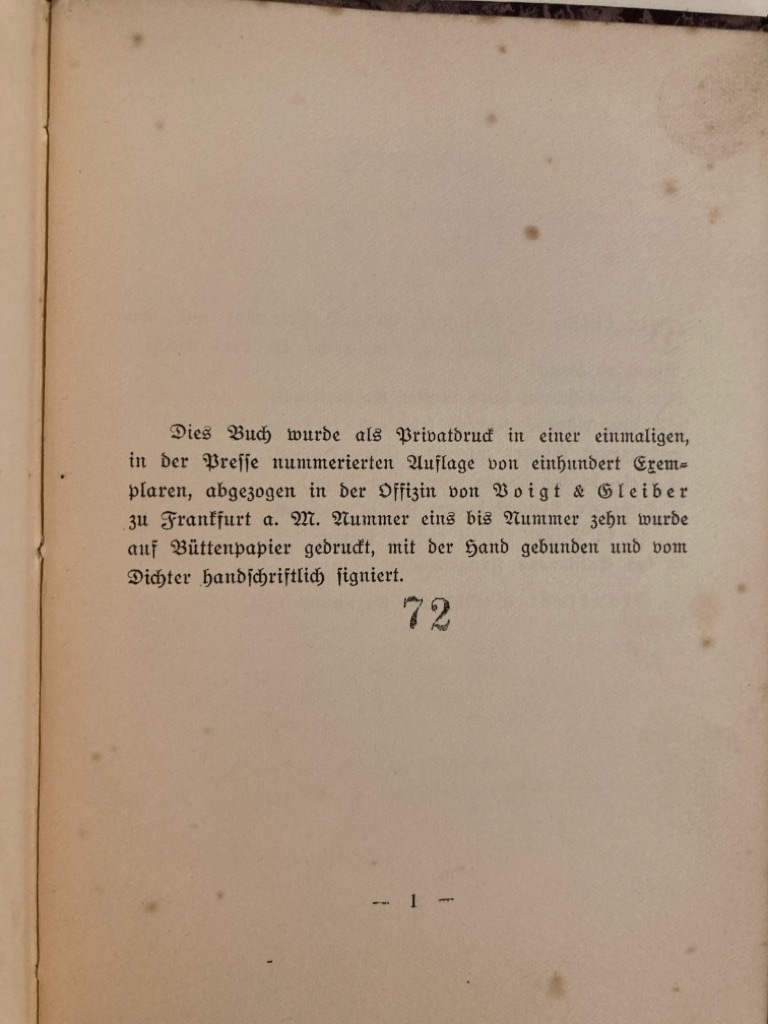 Dies Buch wurde als Privatdruck in einer einmaligen,
in der Presse nummerierten Auflage von einhundert Exem-
plaren, abgezogen in der Offizin von Voigt & Gleiber
zu Frankfurt a. M. Nummer eins bis Nummer zehn wurde
auf Büttenpapier gedruckt, mit der Hand gebunden und vom
Dichter handschriftlich signiert.
72
— 1 —